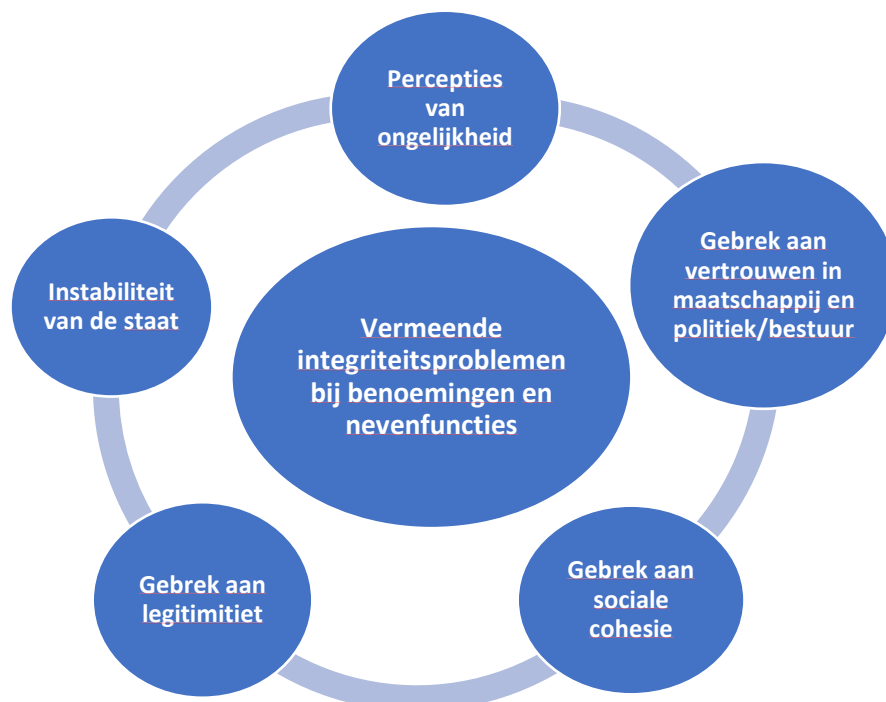 Percepties
van
ongelijkheid
Gebrek aan
vertrouwen in
maatschappij en
politiek/bestuur
Instabiliteit
van de staat
Vermeende
integriteitsproblemen
bij benoemingen en
nevenfuncties
Gebrek aan
legitimitiet
Gebrek aan
sociale
cohesie